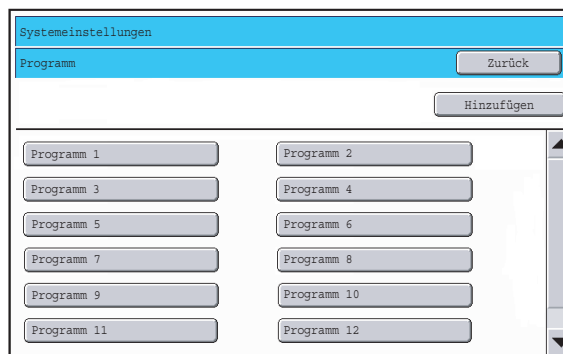 Systemeinstellungen
Programm
Zurück
Hinzufügen
Programm 1
Programm 2
Programm 3
Programm 4
Programm 5
Programm 6
Programm 7
Programm 8
Programm 9
Programm 10
Programm 11
Programm 12